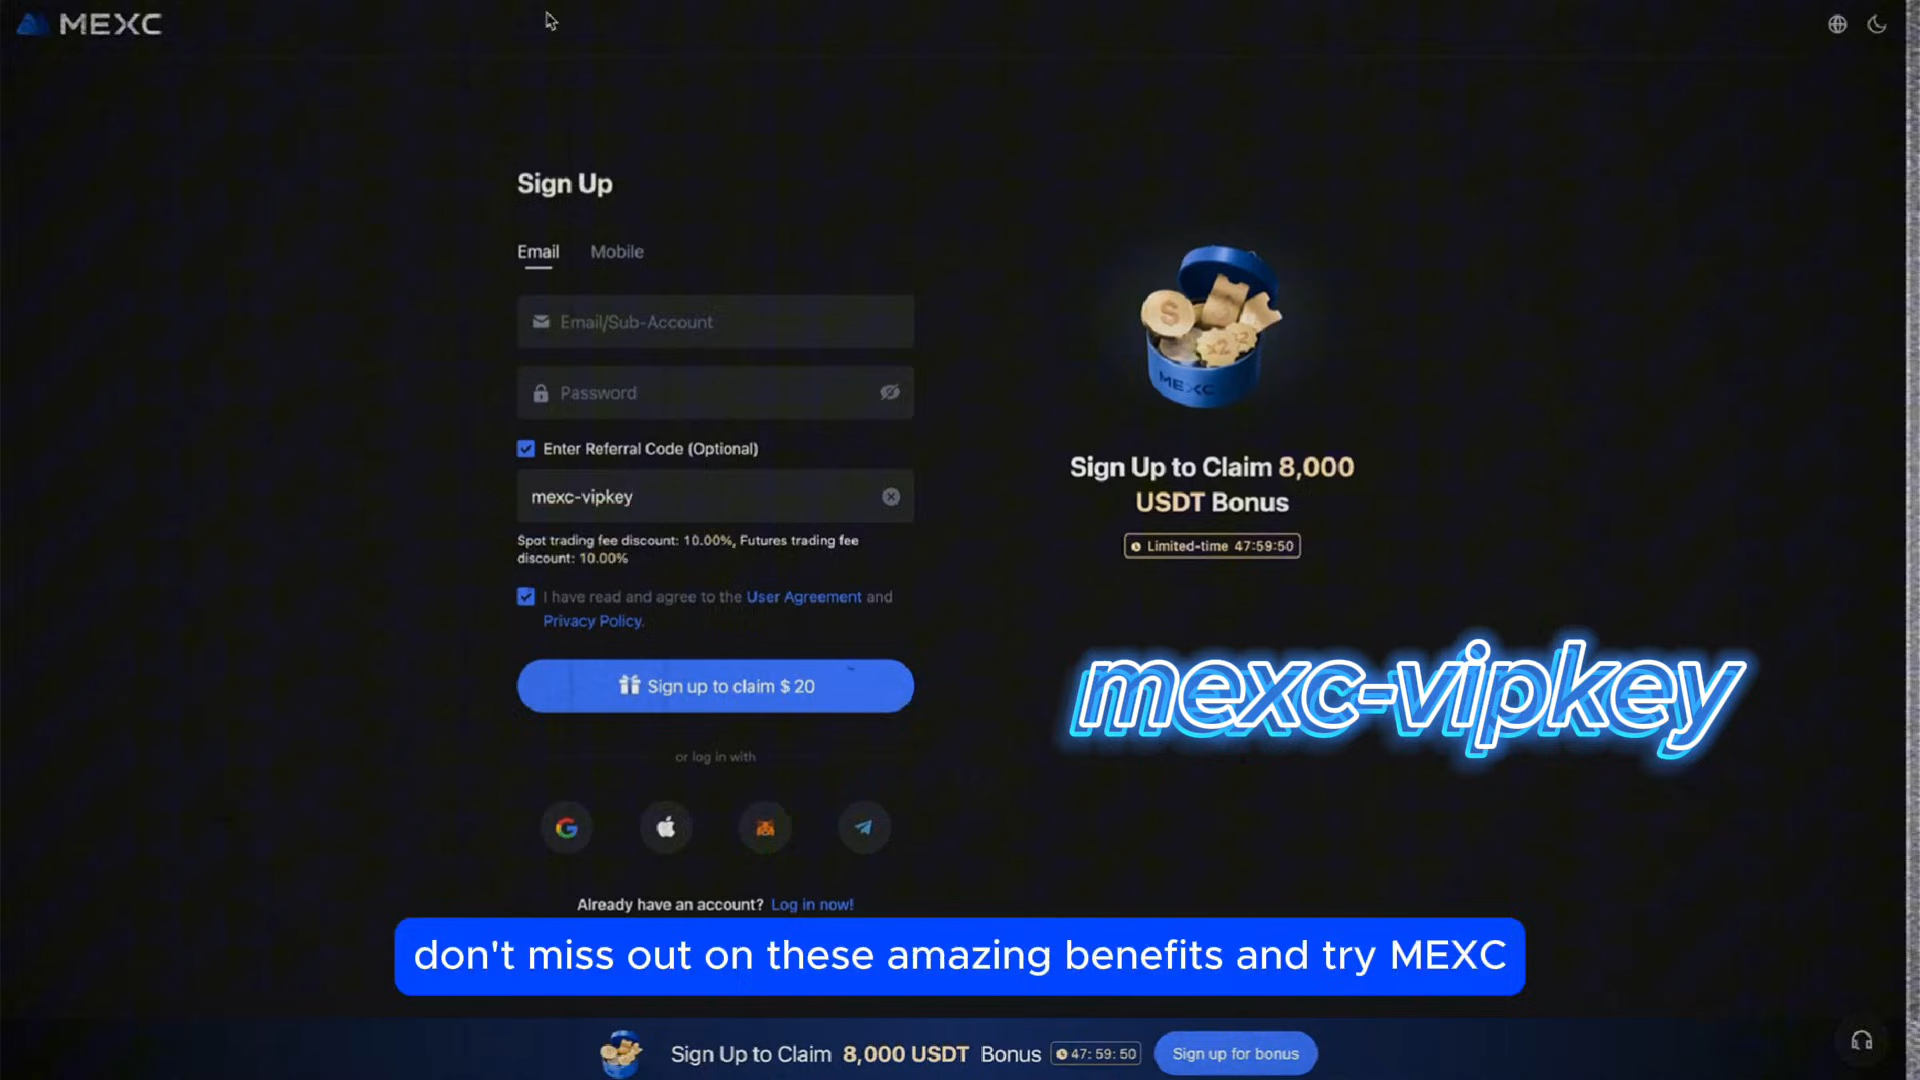 MEXC
Sign Up
Email Mobile
Email/Sub-Account
Password
Enter Referral Code (Optional)
mexc-vipkey
Spot trading fee discount: 10.00%, Futures trading fee
discount: 10.00%
I have read and agree to the User Agreement and
Privacy Policy.
Sign up to claim $ 20
or log in with
Already have an account? Log in now!
$
x2
MEXC
Sign Up to Claim 8,000
USDT Bonus
Limited-time 47:59:50
mexc-vipkey
don't miss out on these amazing benefits and try MEXC
Sign Up to Claim 8,000 USDT Bonus 47:59:50 Sign up for bonus